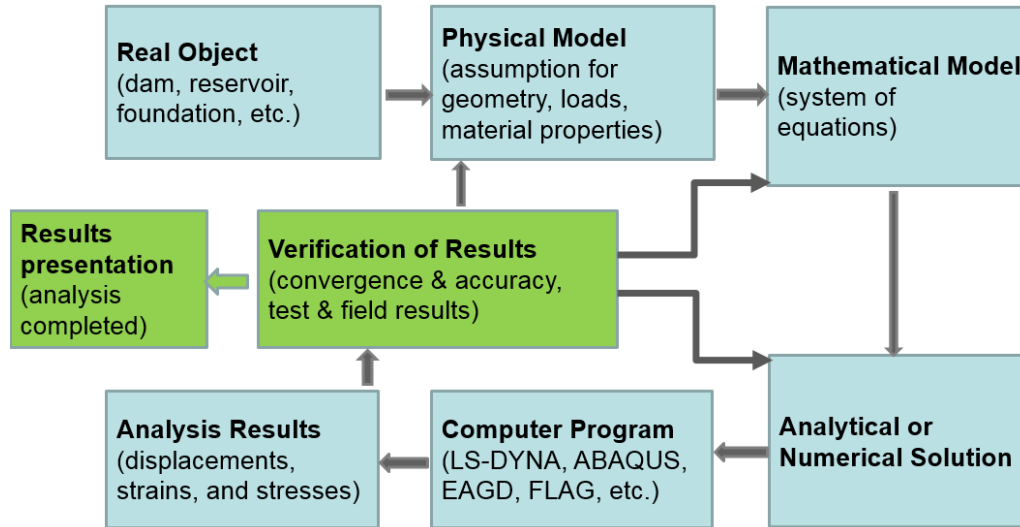 Real Object
(dam, reservoir,
foundation, etc.)
Physical Model
(assumption for
geometry, loads,
material properties)
Mathematical Model
(system of
equations)
Results
presentation
(analysis
completed)
Verification of Results
(convergence & accuracy,
test & field results)
Analysis Results
(displacements,
strains, and stresses)
Computer Program
(LS-DYNA, ABAQUS,
EAGD, FLAG, etc.)
Analytical or
Numerical Solution